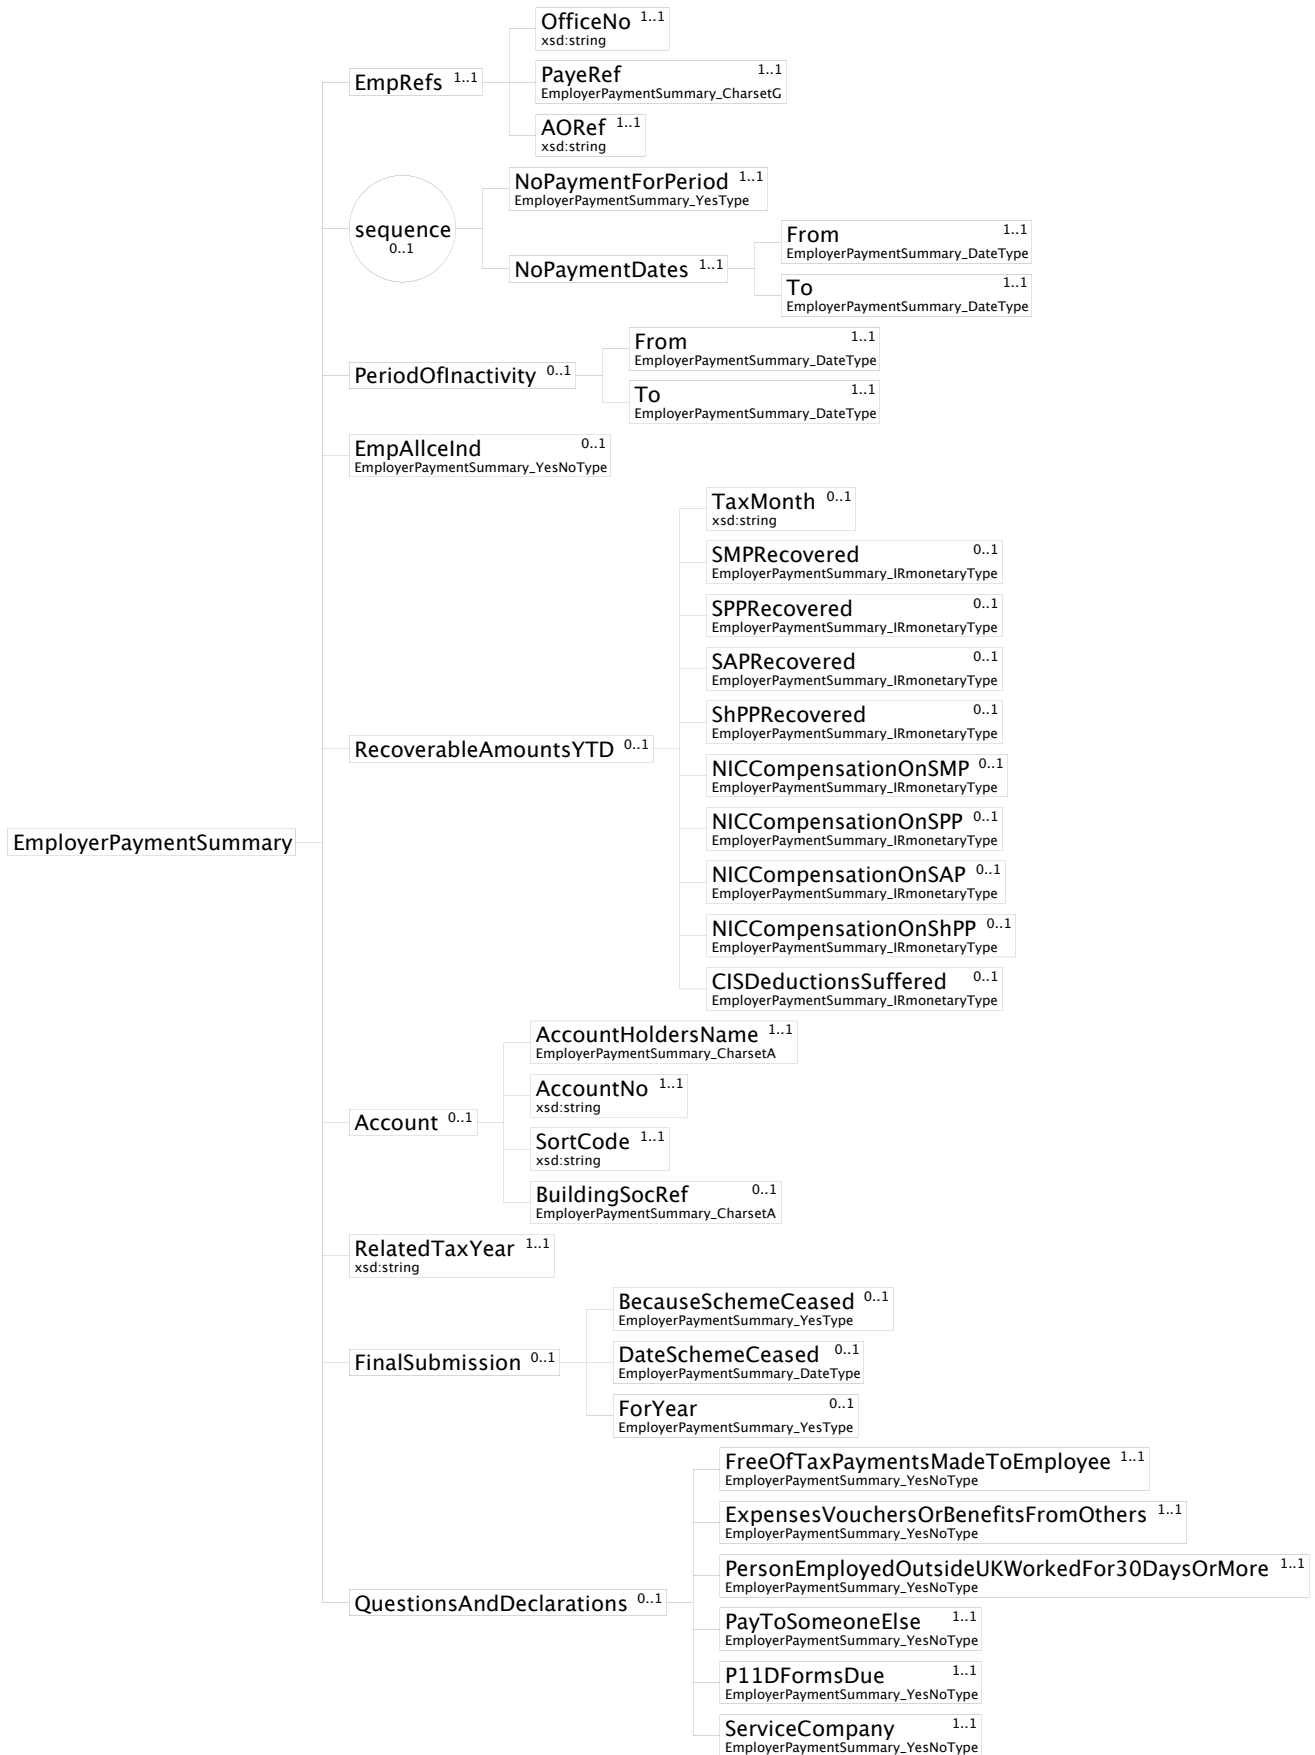 OfficeNo 1..1
xsd:string
EmpRefs 1..1
PayeRef 1..1
EmployerPaymentSummary_CharsetG
AORef 1..1
xsd:string
NoPaymentForPeriod 1..1
EmployerPaymentSummary_YesType
sequence
0..1
From 1..1
EmployerPaymentSummary_DateType
NoPaymentDates 1..1
To 1..1
EmployerPaymentSummary_DateType
From 1..1
EmployerPaymentSummary_DateType
PeriodOfInactivity 0..1
To 1..1
EmployerPaymentSummary_DateType
EmpAllceInd 0..1
EmployerPaymentSummary_YesNoType
TaxMonth 0..1
xsd:string
SMPRecovered 0..1
EmployerPaymentSummary_IRmonetaryType
SPPRecovered 0..1
EmployerPaymentSummary_IRmonetaryType
SAPRecovered 0..1
EmployerPaymentSummary_IRmonetaryType
ShPPRecovered 0..1
EmployerPaymentSummary_IRmonetaryType
RecoverableAmountsYTD 0..1
NICCompensationOnSMP 0..1
EmployerPaymentSummary_IRmonetaryType
NICCompensationOnSPP 0..1
EmployerPaymentSummary_IRmonetaryType
EmployerPaymentSummary
NICCompensationOnSAP 0..1
EmployerPaymentSummary_IRmonetaryType
NICCompensationOnShPP 0..1
EmployerPaymentSummary_IRmonetaryType
CISDeductionsSuffered 0..1
EmployerPaymentSummary_IRmonetaryType
AccountHoldersName 1..1
EmployerPaymentSummary_CharsetA
AccountNo 1..1
xsd:string
Account 0..1
SortCode 1..1
xsd:string
BuildingSocRef 0..1
EmployerPaymentSummary_CharsetA
RelatedTaxYear 1..1
xsd:string
BecauseSchemeCeased 0..1
EmployerPaymentSummary_YesType
FinalSubmission 0..1
DateSchemeCeased 0..1
EmployerPaymentSummary_DateType
ForYear 0..1
EmployerPaymentSummary_YesType
FreeOfTaxPaymentsMadeToEmployee 1..1
EmployerPaymentSummary_YesNoType
ExpensesVouchersOrBenefitsFromOthers 1..1
EmployerPaymentSummary_YesNoType
PersonEmployedOutsideUKWorkedFor30DaysOrMore 1..1
EmployerPaymentSummary_YesNoType
QuestionsAndDeclarations 0..1
PayToSomeoneElse 1..1
EmployerPaymentSummary_YesNoType
P11DFormsDue 1..1
EmployerPaymentSummary_YesNoType
ServiceCompany 1..1
EmployerPaymentSummary_YesNoType